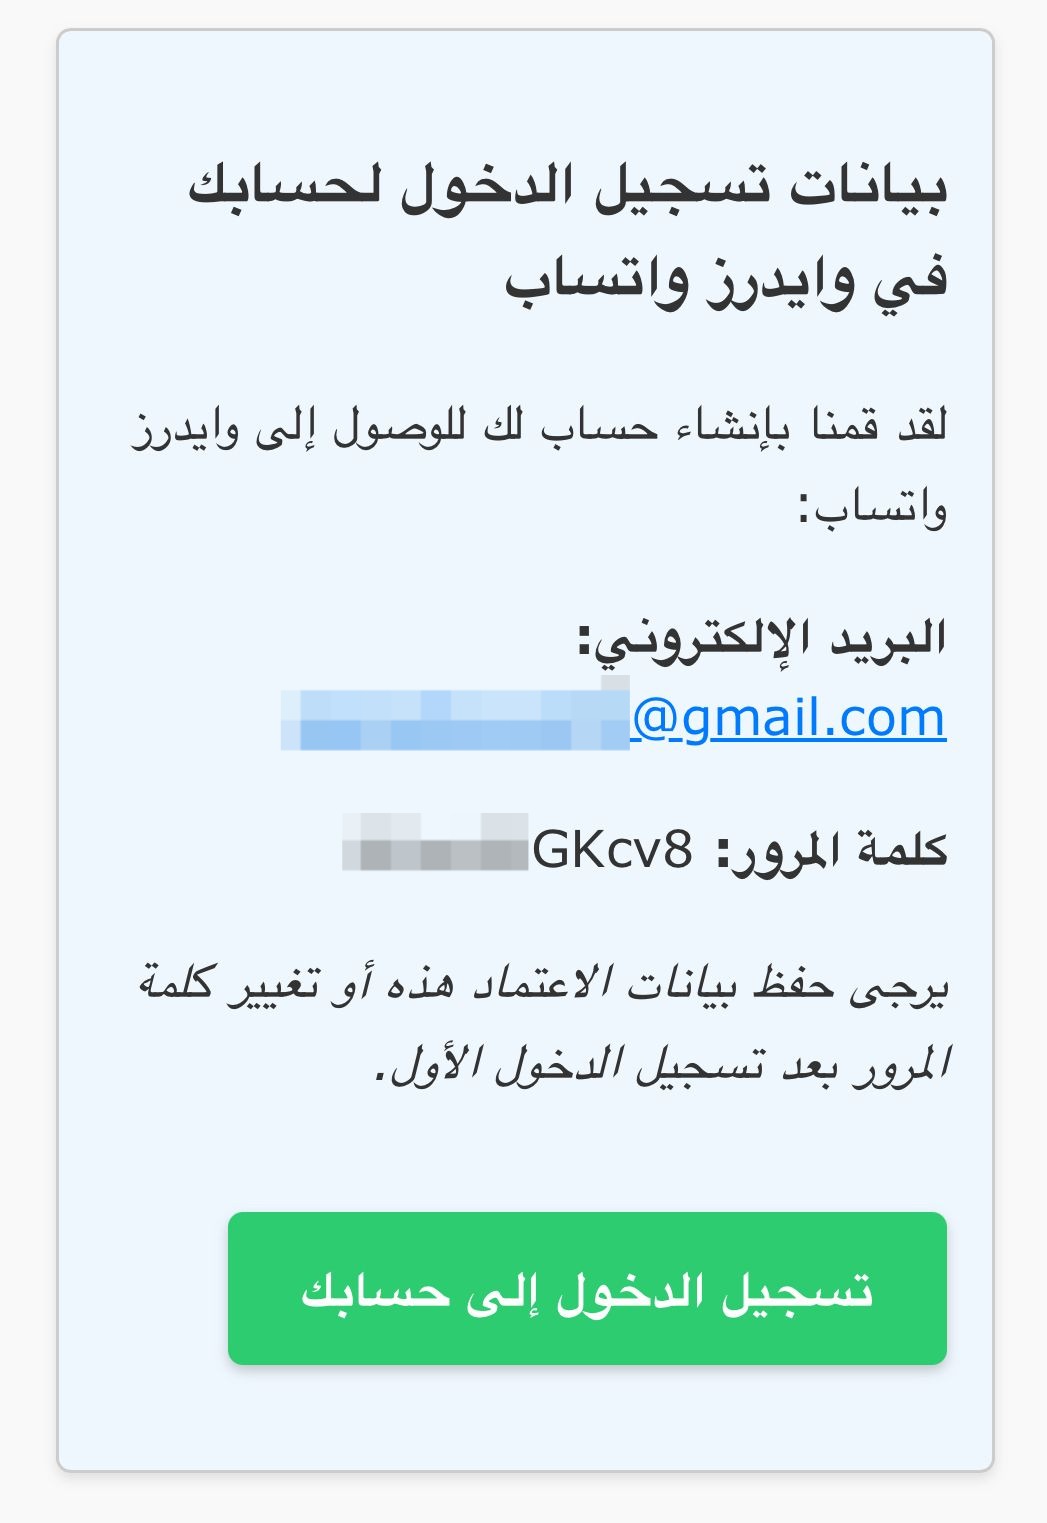 بيانات تسجيل الدخول لحسابك
في وايدرز واتساب
لقد قمنا بإنشاء حساب لك للوصول إلى وايدرز
واتساب:
البريد الإلكتروني:
@gmail.com
كلمة المرور: GKcv8
يرجى حفظ بيانات الاعتماد هذه أو تغيير كلمة
المرور بعد تسجيل الدخول الأول.
تسجيل الدخول إلى حسابك